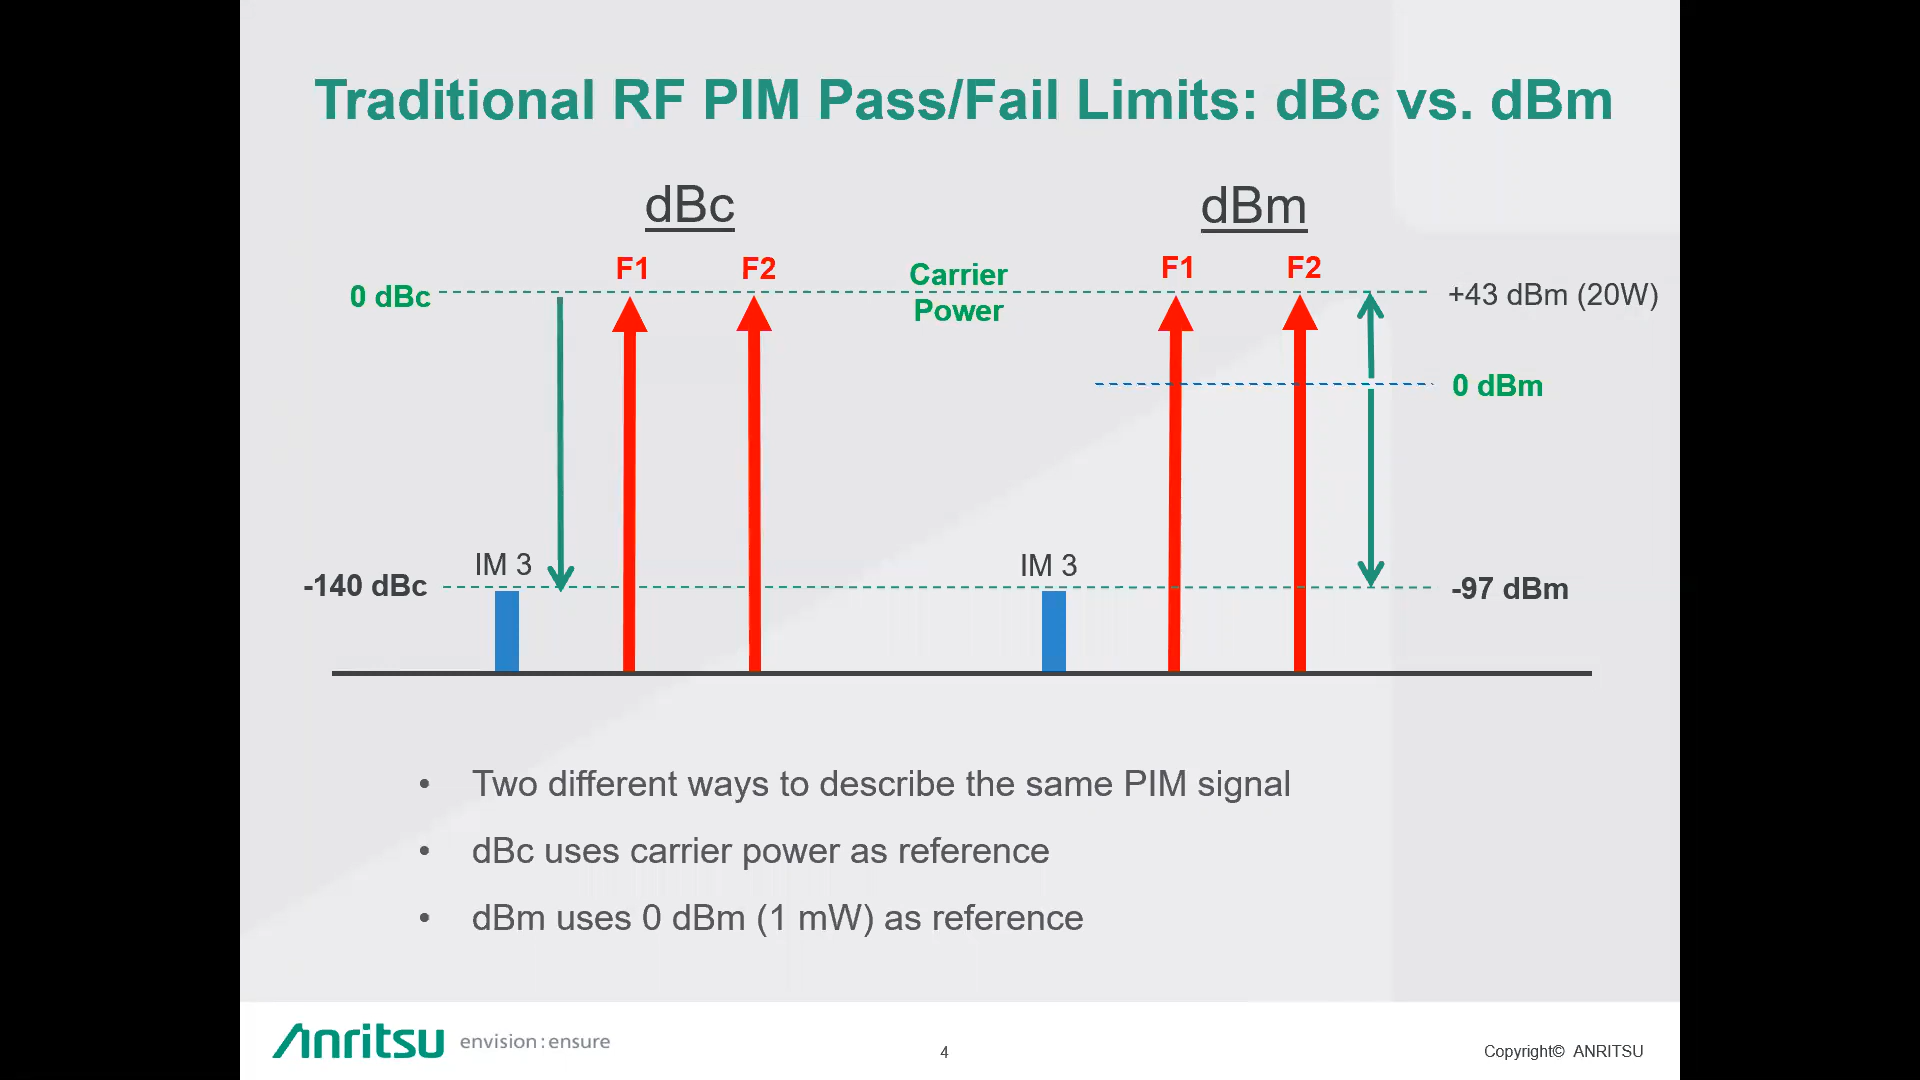 Traditional RF PIM Pass/Fail Limits: dBc vs. dBm
dBc
dBm
F1
F2
Carrier
Power
F1
F2
0 dBc
+43 dBm (20W)
0 dBm
IM 3
IM 3
-140 dBc
-97 dBm
• Two different ways to describe the same PIM signal
• dBc uses carrier power as reference
• dBm uses 0 dBm (1 mW) as reference
Anritsu envision : ensure
4
Copyright© ANRITSU